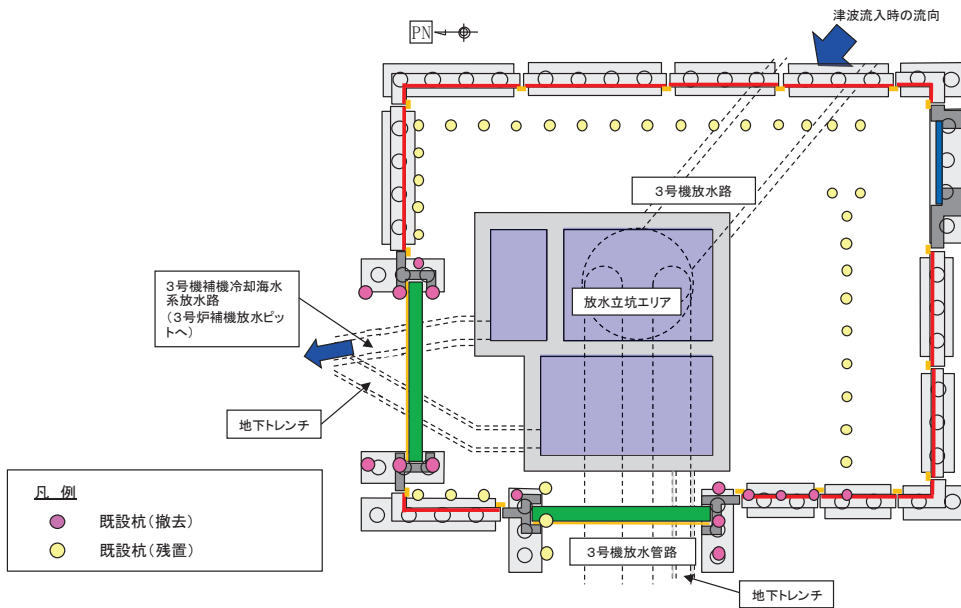 津波流入時の流向
PN
3号機放水路
3号機補機冷却海水
系放水路
(3号炉補機放水ピッ
トへ)
放水立坑エリア
地下トレンチ
凡 例
既設杭(撤去)
既設杭(残置)
3号機放水管路
地下トレンチ